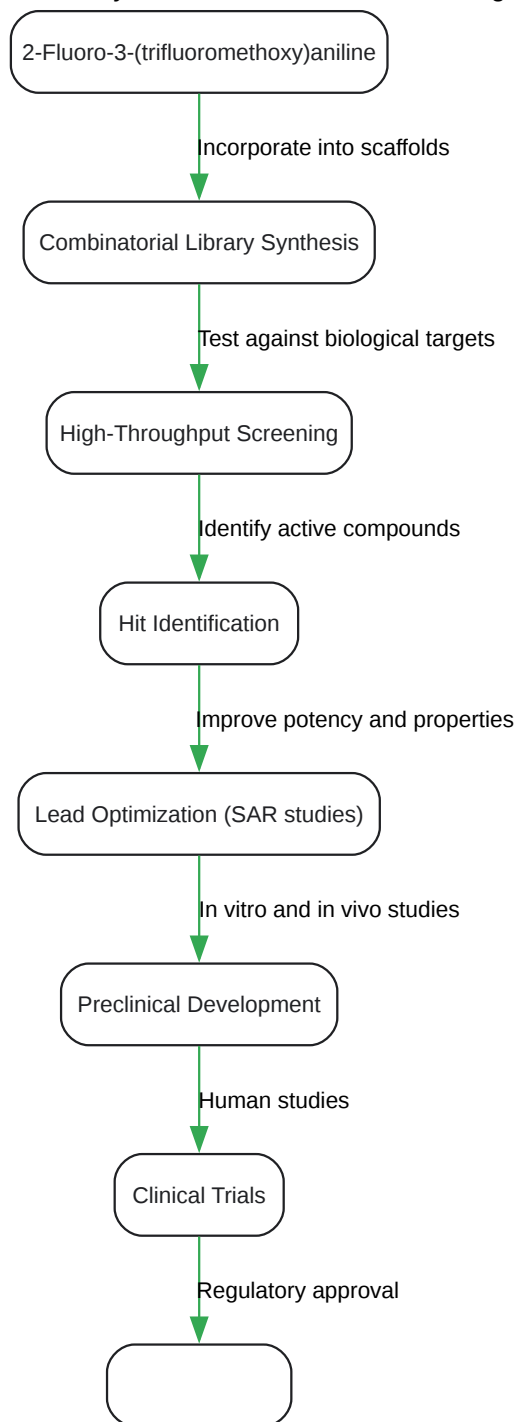 2-Fluoro-3-(trifluoromethoxy)aniline
Incorporate into scaffolds
Combinatorial Library Synthesis
Test against biological targets
High-Throughput Screening
Identify active compounds
Hit Identification
Improve potency and properties
Lead Optimization (SAR studies)
In vitro and in vivo studies
Preclinical Development
Human studies
Clinical Trials
Regulatory approval